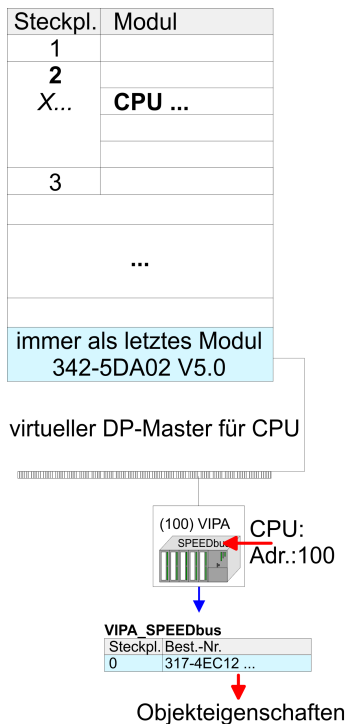 Steckpl. Modul
1
2
X... CPU ...
3
...
immer als letztes Modul
342-5DA02 V5.0
virtueller DP-Master für CPU
(100) VIPA
SPEEDbus
CPU:
Adr.:100
VIPA_SPEEDbus
Steckpl. Best.-Nr.
0 317-4EC12 ...
Objekteigenschaften